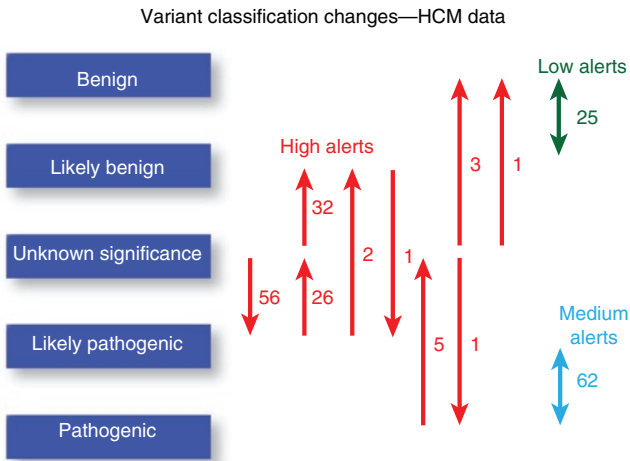 Variant classification changes—HCM data
Benign
Low alerts
25
Likely benign
High alerts
3
1
32
Unknown significance
2
1
56
26
Likely pathogenic
5
1
Medium
alerts
62
Pathogenic